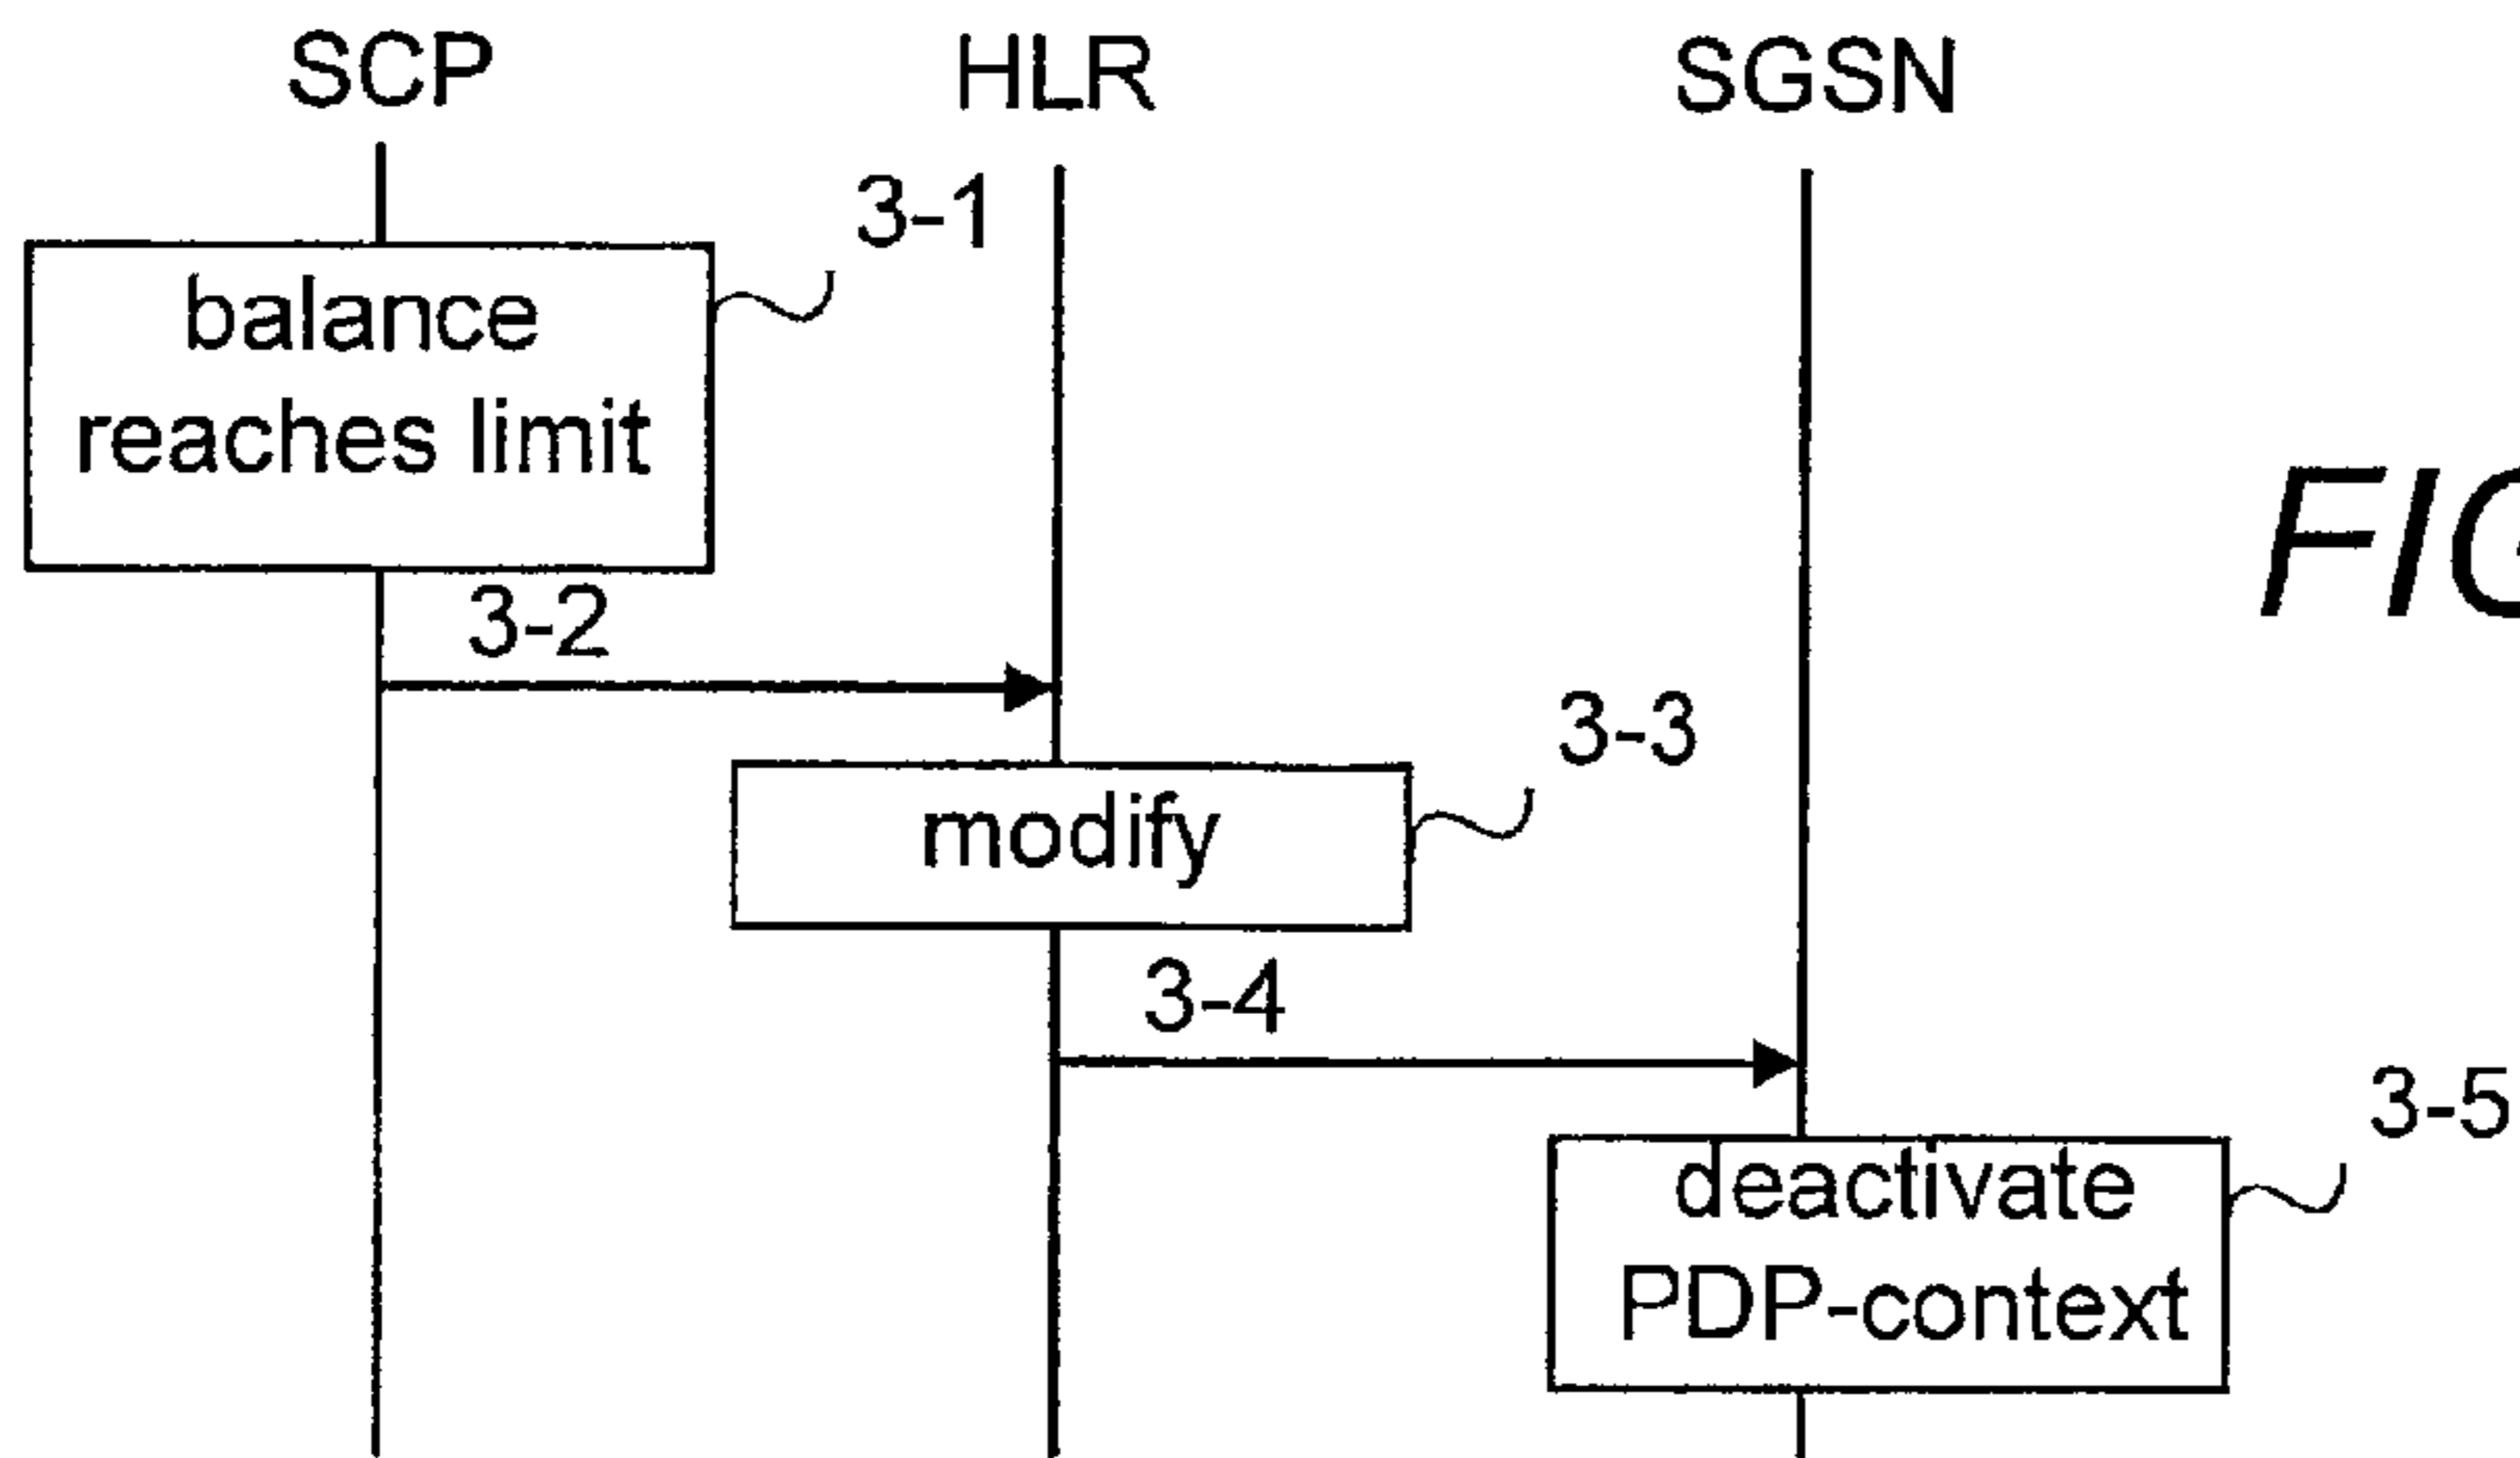 SCP HLR SGSN
3-1
balance
reaches limit
FIG
3-2
3-3
modify
3-4
3-5
deactivate
PDP-context